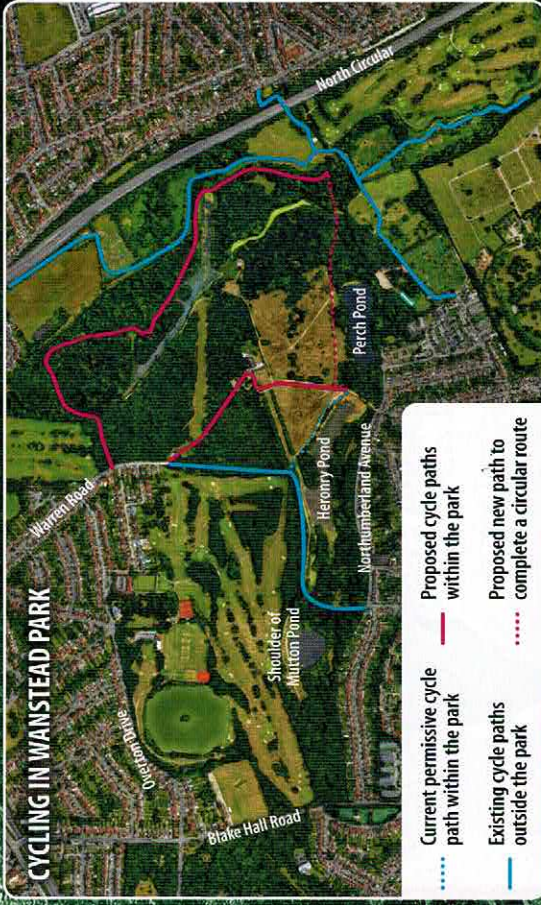 CYCLING IN WANSTEAD PARK
North Circular
Warren Road
Overton Drive
Blake Hall Road
Shoulder of
Mutton Pond
Heronry Pond
Perch Pond
Northumberland Avenue
Current permissive cycle
path within the park
Existing cycle paths
outside the park
Proposed cycle paths
within the park
Proposed new path to
complete a circular route